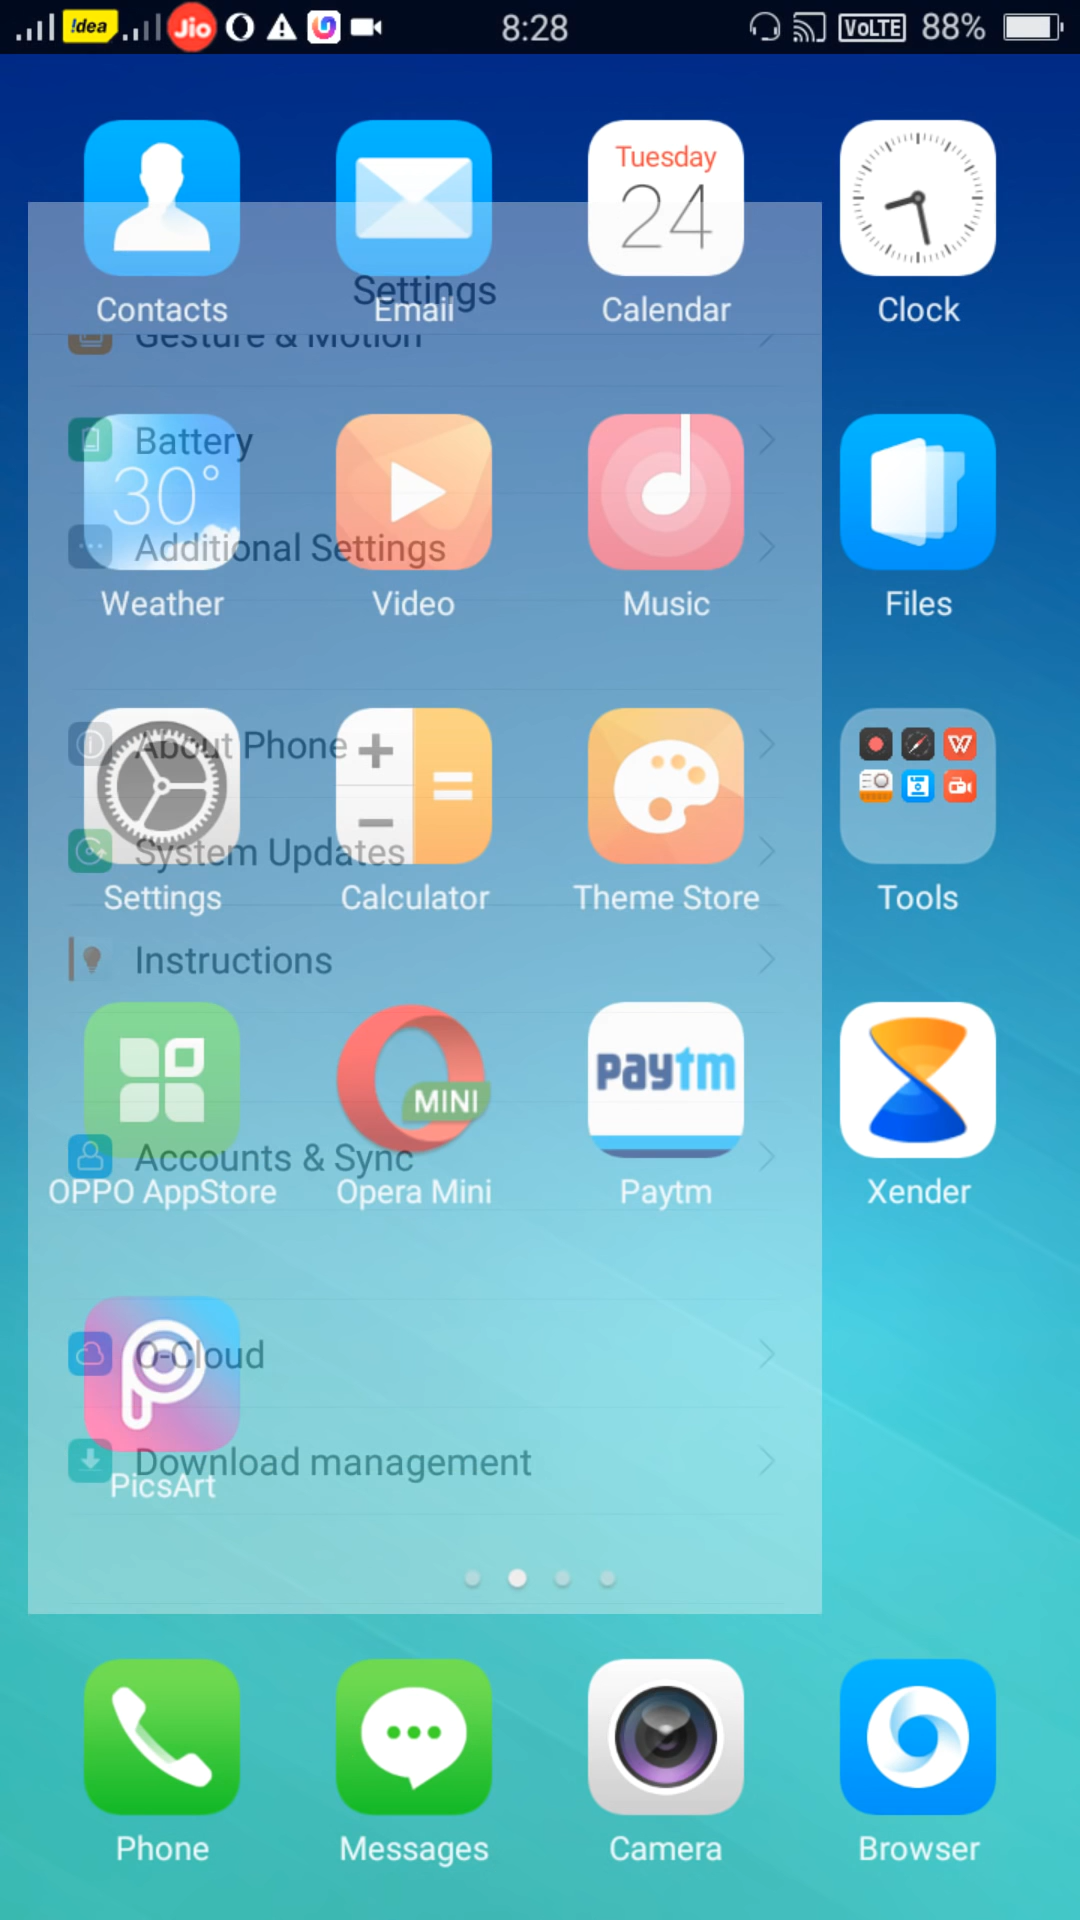 !dea Jio 8:28 VoLTE 88%
Tuesday
24
Settings
Contacts Email Calendar Clock
Gesture & Motion
Battery
30°
Additional Settings
Weather Video Music Files
About Phone
System Updates
Settings Calculator Theme Store Tools
Instructions
paytm
MINI
Accounts & Sync
OPPO AppStore Opera Mini Paytm Xender
O-Cloud
Download management
PicsArt
Phone Messages Camera Browser